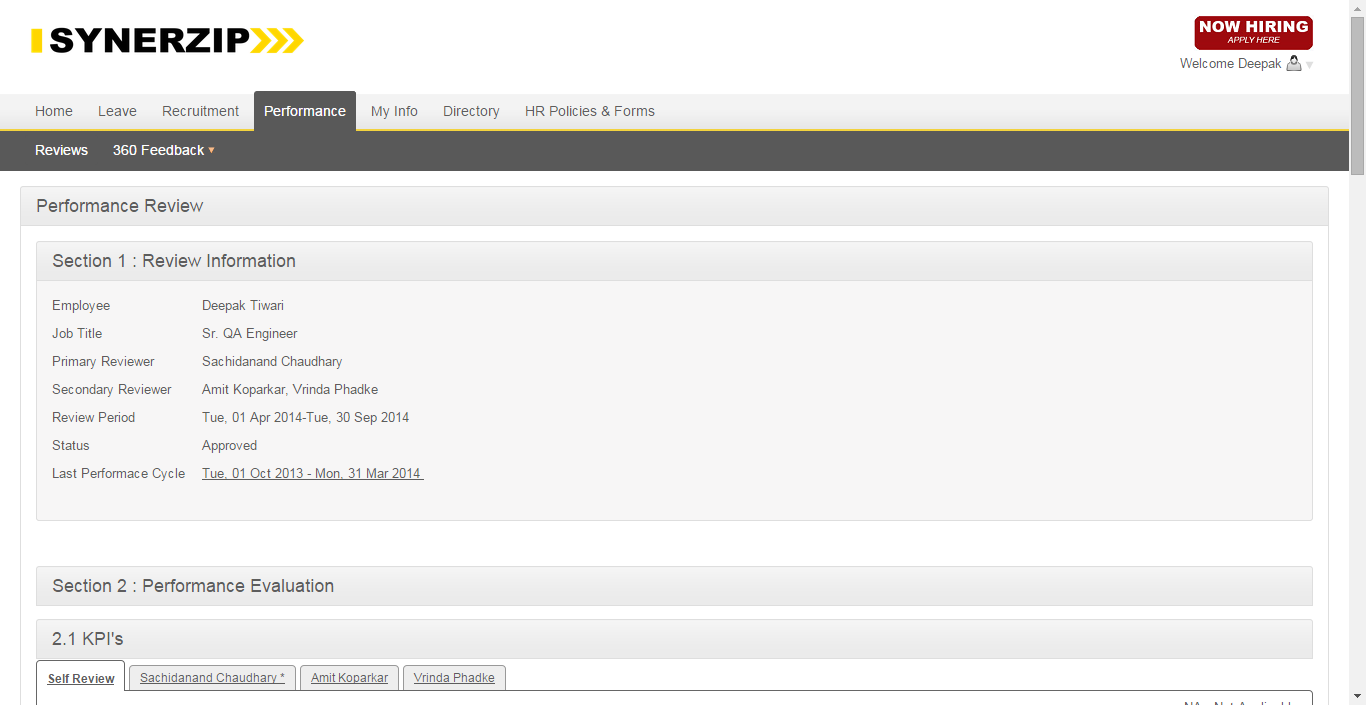 SYNERZIP
NOW HIRING
APPLY HERE
Welcome Deepak
Home Leave Recruitment Performance My Info Directory HR Policies & Forms
Reviews 360 Feedback
Performance Review
Section 1 : Review Information
Employee Deepak Tiwari
Job Title Sr. QA Engineer
Primary Reviewer Sachidanand Chaudhary
Secondary Reviewer Amit Koparkar, Vrinda Phadke
Review Period Tue, 01 Apr 2014-Tue, 30 Sep 2014
Status Approved
Last Performace Cycle Tue, 01 Oct 2013 - Mon, 31 Mar 2014
Section 2 : Performance Evaluation
2.1 KPI's
Self Review Sachidanand Chaudhary * Amit Koparkar Vrinda Phadke